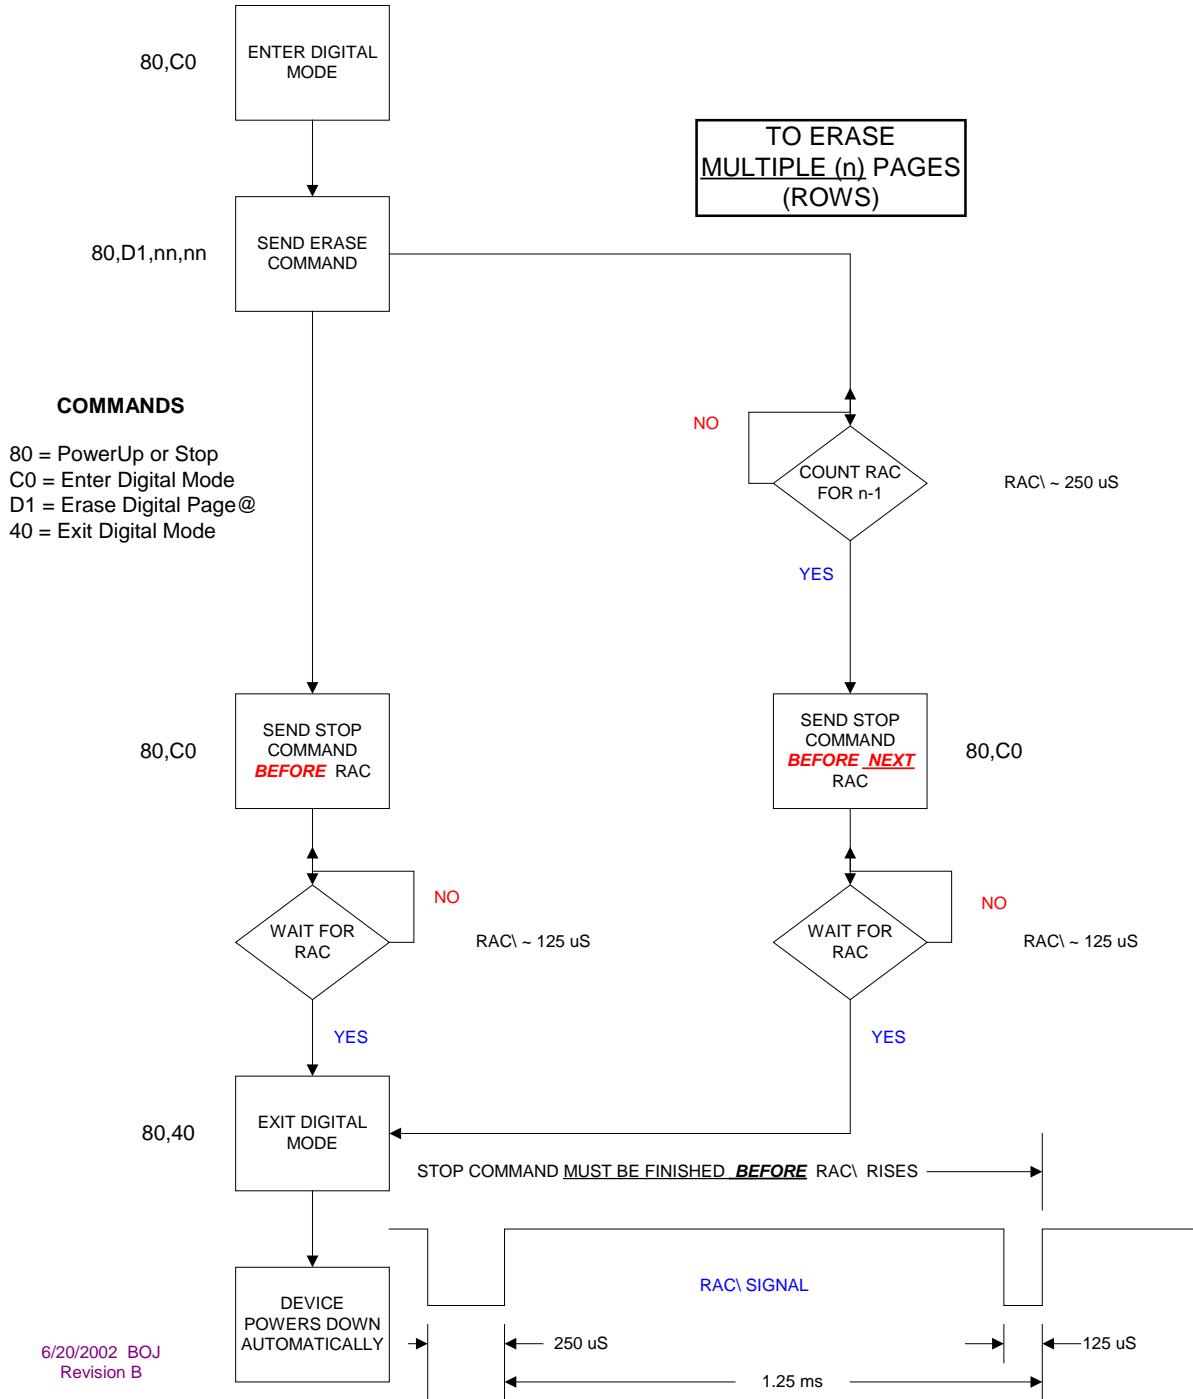 80,C0
ENTER DIGITAL
MODE
TO ERASE
MULTIPLE (n) PAGES
(ROWS)
80,D1,nn,nn
SEND ERASE
COMMAND
COMMANDS
80 = PowerUp or Stop
C0 = Enter Digital Mode
D1 = Erase Digital Page@
40 = Exit Digital Mode
NO
COUNT RAC
FOR n-1
RAC\ ~ 250 uS
YES
80,C0
SEND STOP
COMMAND
BEFORE RAC
SEND STOP
COMMAND
BEFORE NEXT
RAC
80,C0
WAIT FOR
RAC
NO
RAC\ ~ 125 uS
WAIT FOR
RAC
NO
RAC\ ~ 125 uS
YES
YES
80,40
EXIT DIGITAL
MODE
STOP COMMAND MUST BE FINISHED BEFORE RAC\ RISES
DEVICE
POWERS DOWN
AUTOMATICALLY
RAC\ SIGNAL
250 uS
125 uS
1.25 ms
6/20/2002 BOJ
Revision B